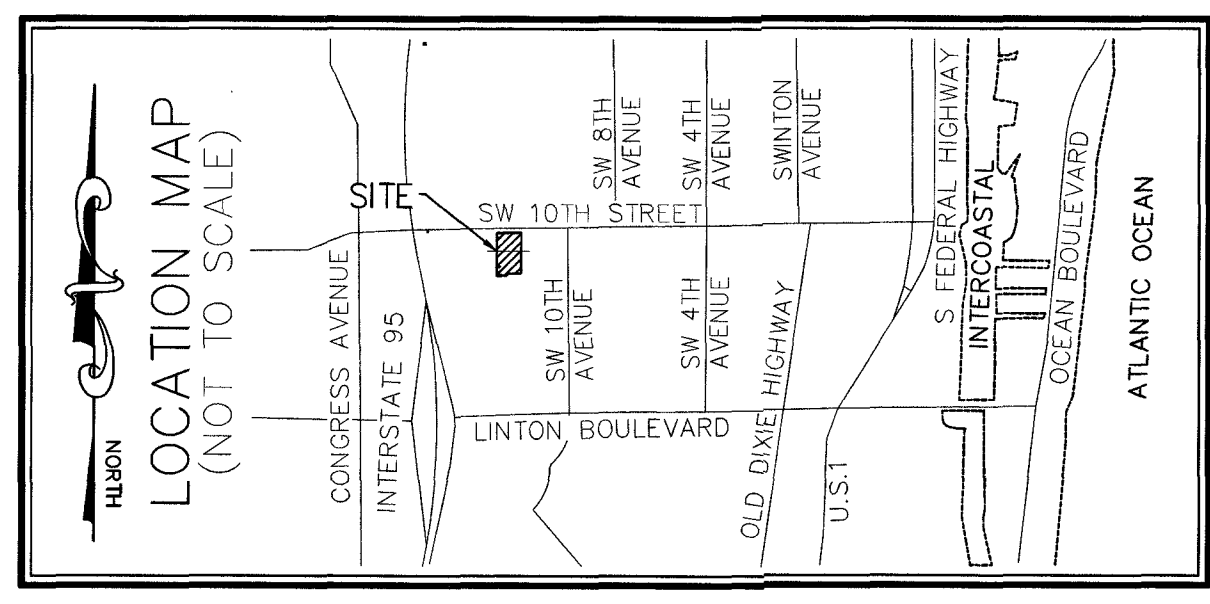 LOCATION MAP
(NOT TO SCALE)
NORTH
CONGRESS AVENUE
INTERSTATE 95
SITE
SW 10TH STREET
SW 8TH
AVENUE
SW 4TH
AVENUE
SWINTON
AVENUE
SW 10TH
AVENUE
SW 4TH
AVENUE
LINTON BOULEVARD
OLD DIXIE HIGHWAY
U.S.1
S FEDERAL HIGHWAY
INTERCOASTAL
OCEAN BOULEVARD
ATLANTIC OCEAN